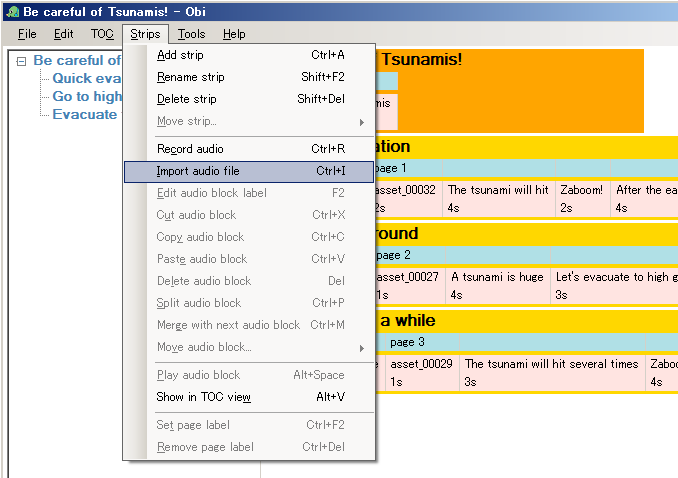 Be careful of Tsunamis! - Obi
File Edit TOC Strips Tools Help
Be careful of
Quick eva
Go to high
Evacuate
Add strip Ctrl+A
Rename strip Shift+F2
Delete strip Shift+Del
Move strip...
Record audio Ctrl+R
Import audio file Ctrl+I
Edit audio block label F2
Cut audio block Ctrl+X
Copy audio block Ctrl+C
Paste audio block Ctrl+V
Delete audio block Del
Split audio block Ctrl+P
Merge with next audio block Ctrl+M
Move audio block...
Play audio block Alt+Space
Show in TOC view Alt+V
Set page label Ctrl+F2
Remove page label Ctrl+Del
Tsunamis!
mis
ation
page 1
asset_00032 The tsunami will hit Zaboom! After the ea
2s 4s 2s 4s
round
page 2
asset_00027 A tsunami is huge Let's evacuate to high g
1s 4s 3s
a while
page 3
asset_00029 The tsunami will hit several times Zaboo
1s 3s 4s